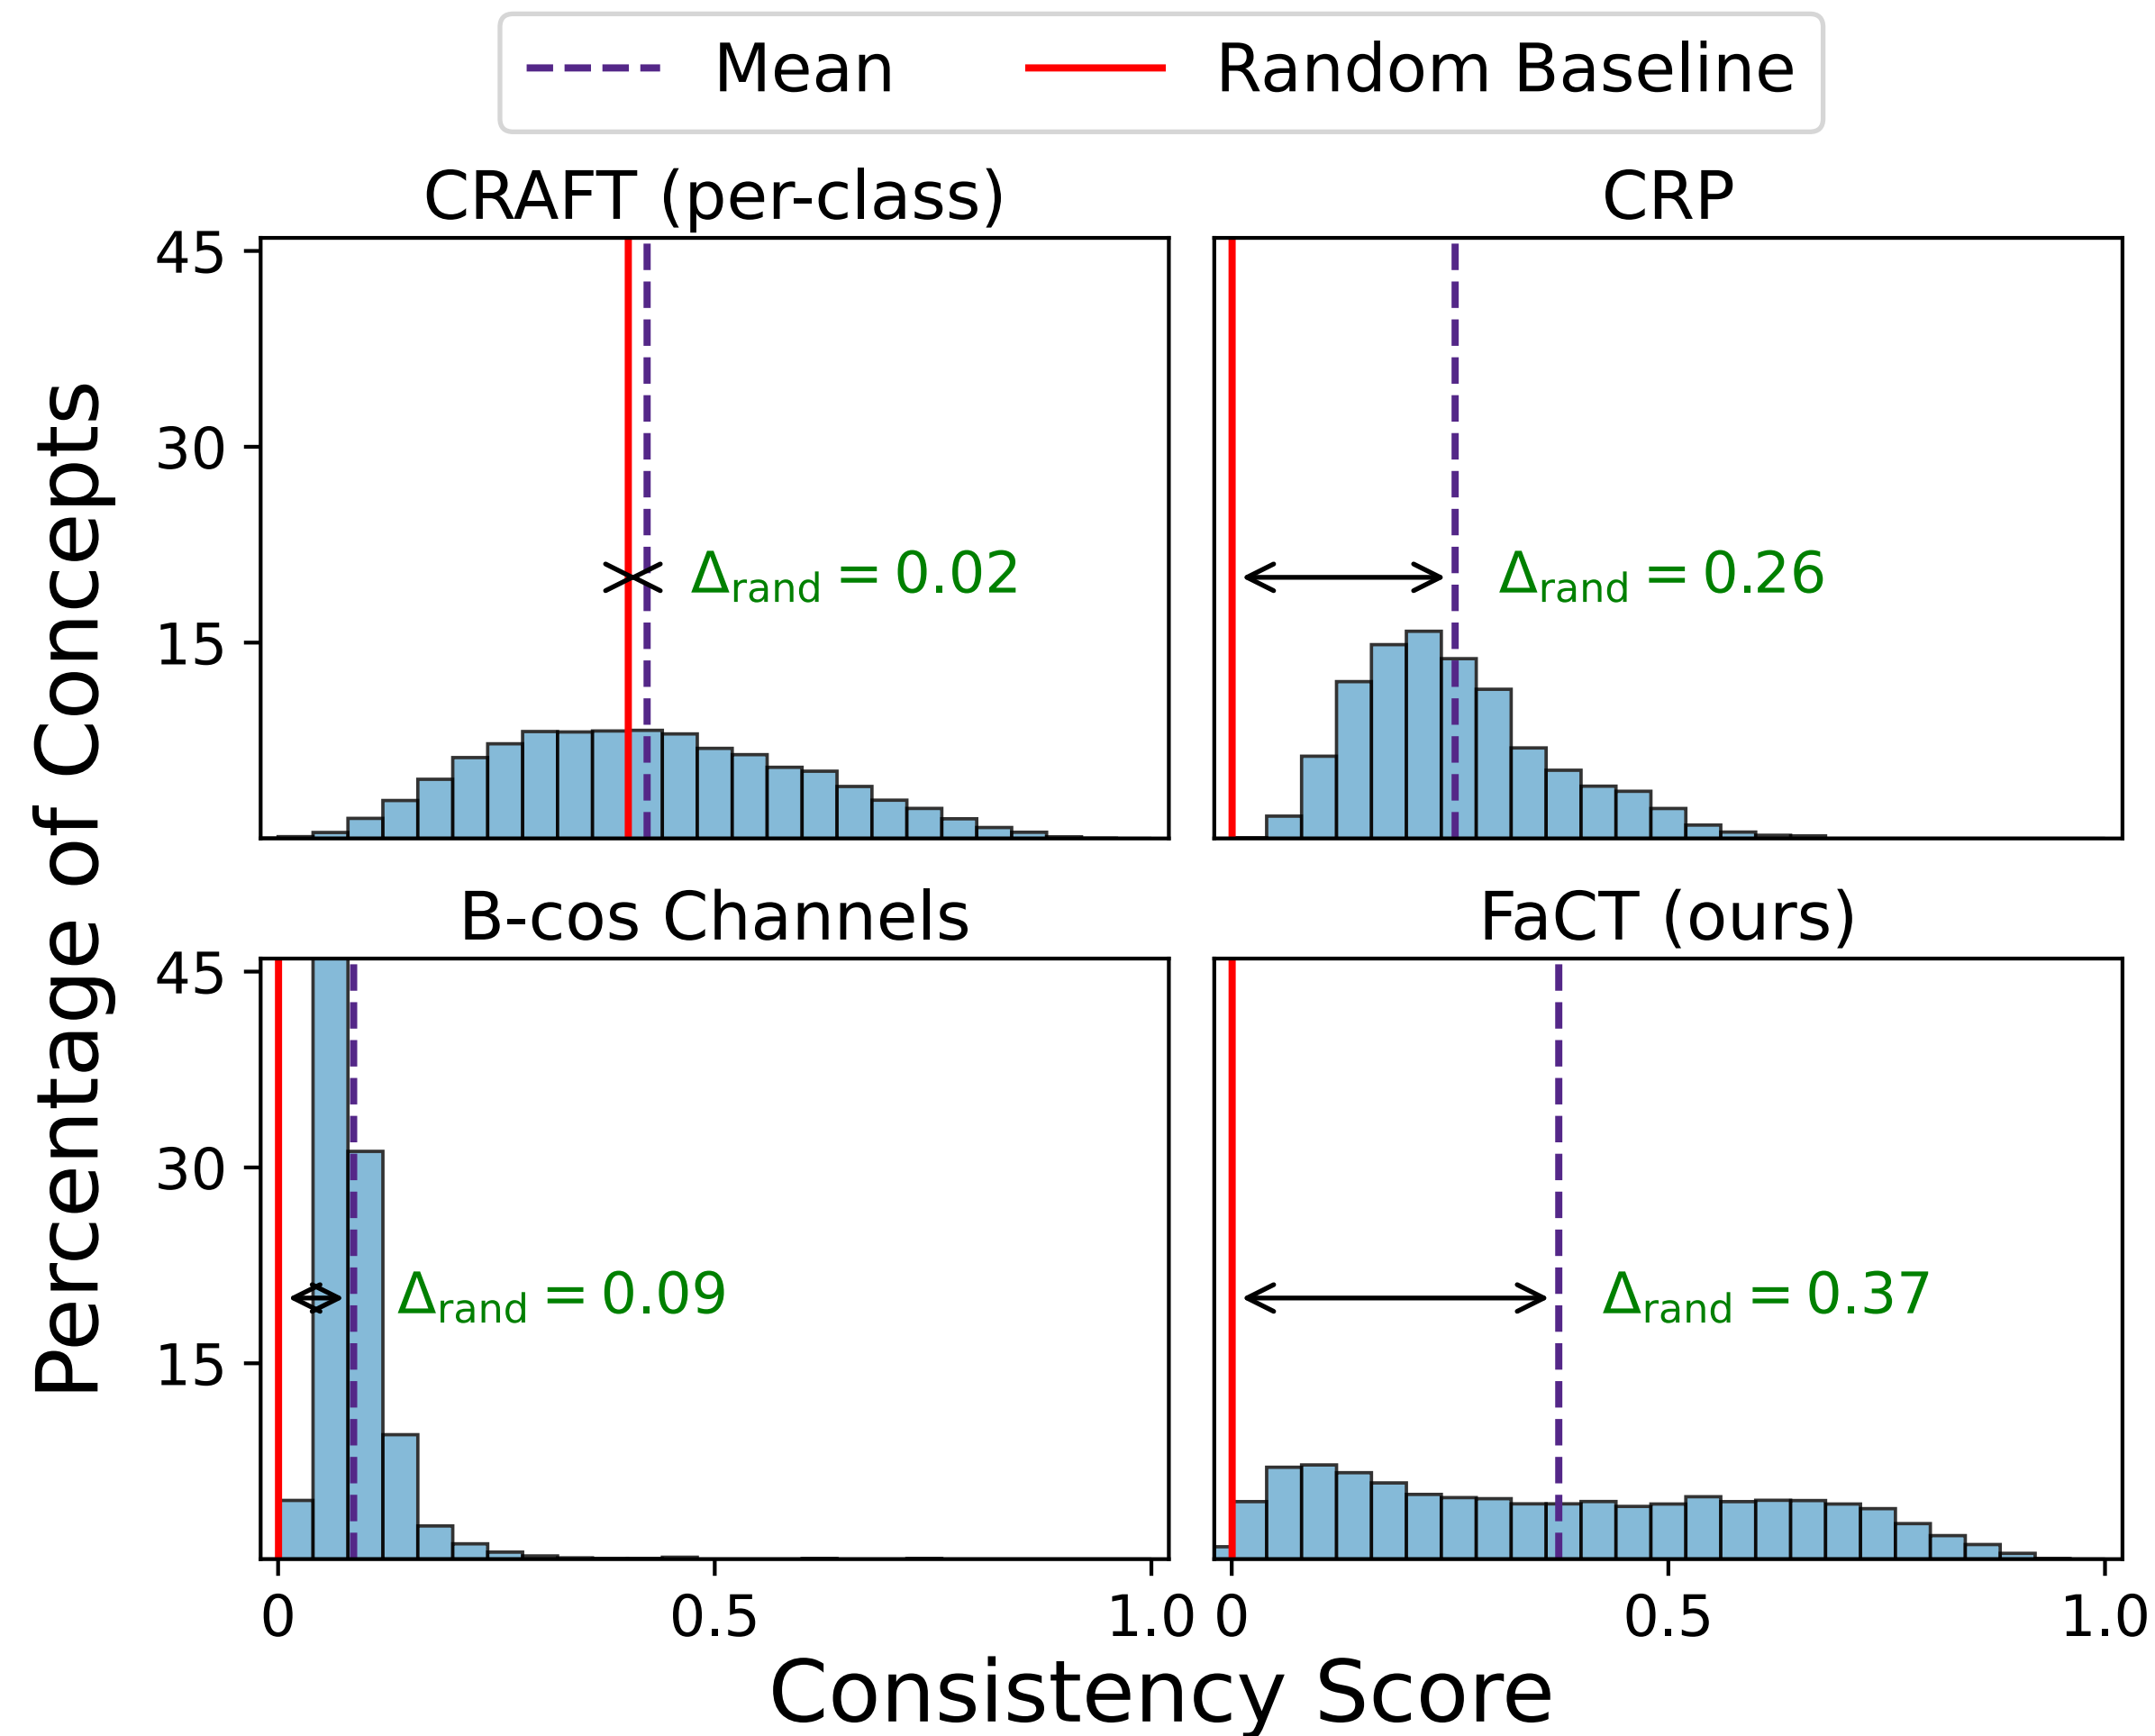 Mean Random Baseline
CRAFT (per-class)
CRP
45
30
15
Δrand = 0.02
Δrand = 0.26
Percentage of Concepts
B-cos Channels
FaCT (ours)
45
30
15
Δrand = 0.09
Δrand = 0.37
0 0.5 1.0
0 0.5 1.0
Consistency Score